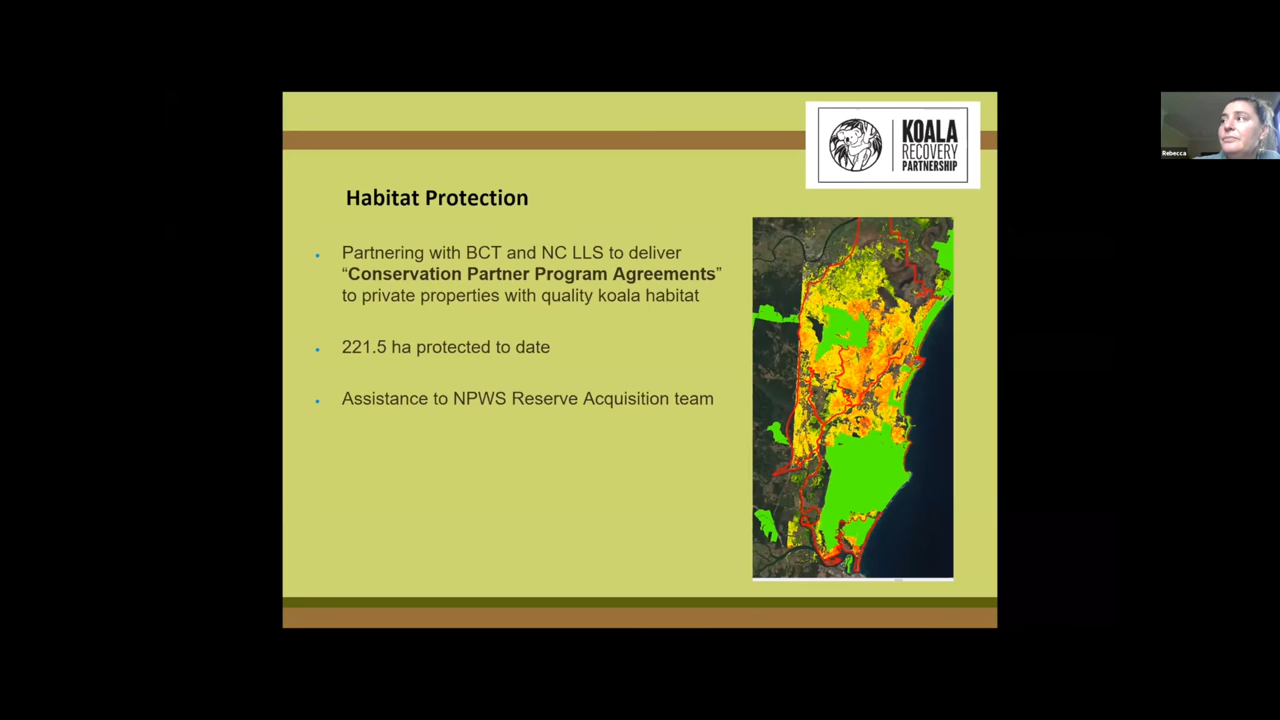 KOALA
RECOVERY
PARTNERSHIP
Rebecca
Habitat Protection
• Partnering with BCT and NC LLS to deliver
“Conservation Partner Program Agreements”
to private properties with quality koala habitat
• 221.5 ha protected to date
• Assistance to NPWS Reserve Acquisition team